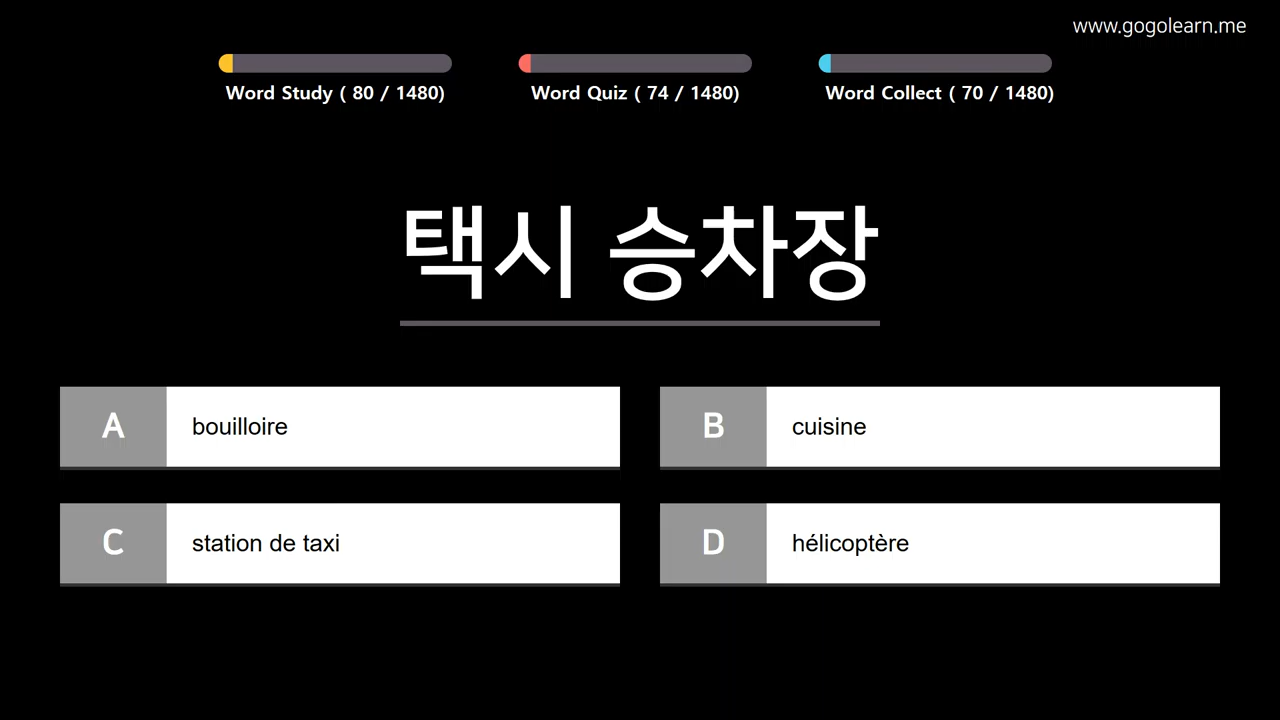 www.gogolearn.me
Word Study ( 80 / 1480)
Word Quiz ( 74 / 1480)
Word Collect ( 70 / 1480)
택시 승차장
A bouilloire
B cuisine
C station de taxi
D hélicoptère